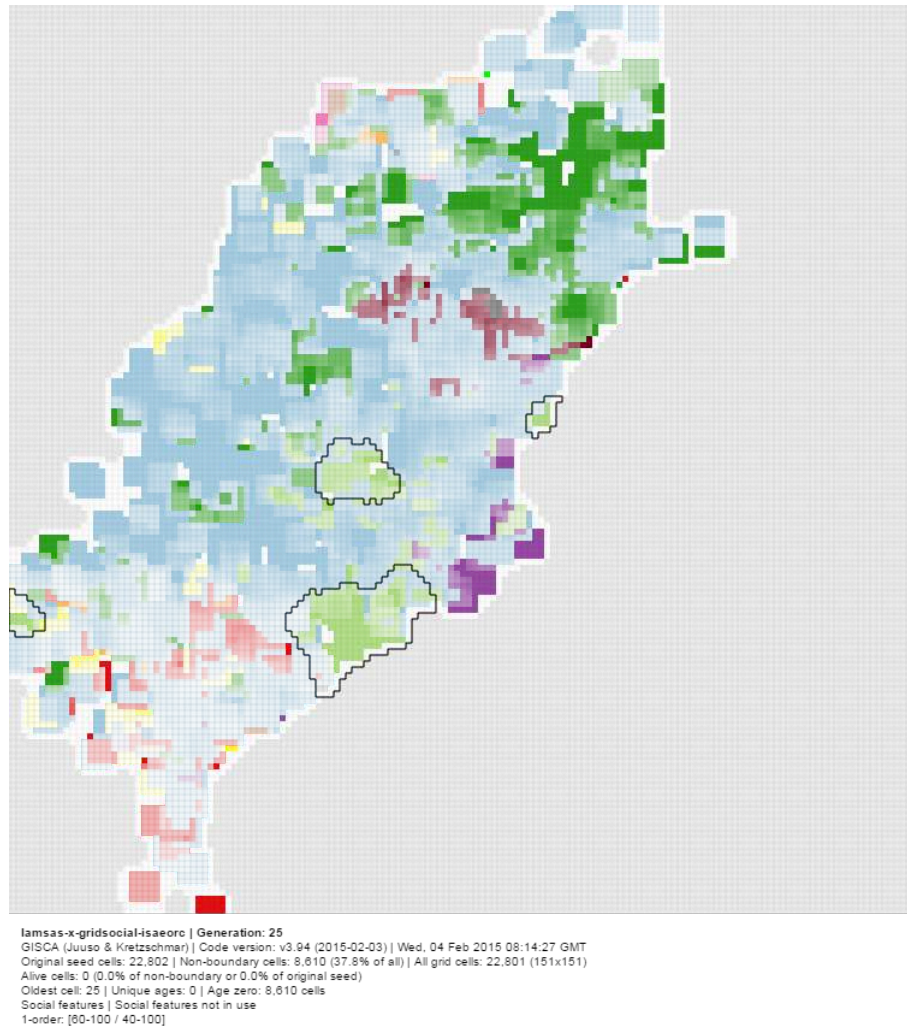 lamsas-x-gridsocial-isaeorc | Generation: 25
GISCA (Juuso & Kretzschmar) | Code version: v3.94 (2015-02-03) | Wed, 04 Feb 2015 08:14:27 GMT
Original seed cells: 22,802 | Non-boundary cells: 8,610 (37.8% of all) | All grid cells: 22,801 (151x151)
Alive cells: 0 (0.0% of non-boundary or 0.0% of original seed)
Oldest cell: 25 | Unique ages: 0 | Age zero: 8,610 cells
Social features | Social features not in use
1-order: [60-100 / 40-100]